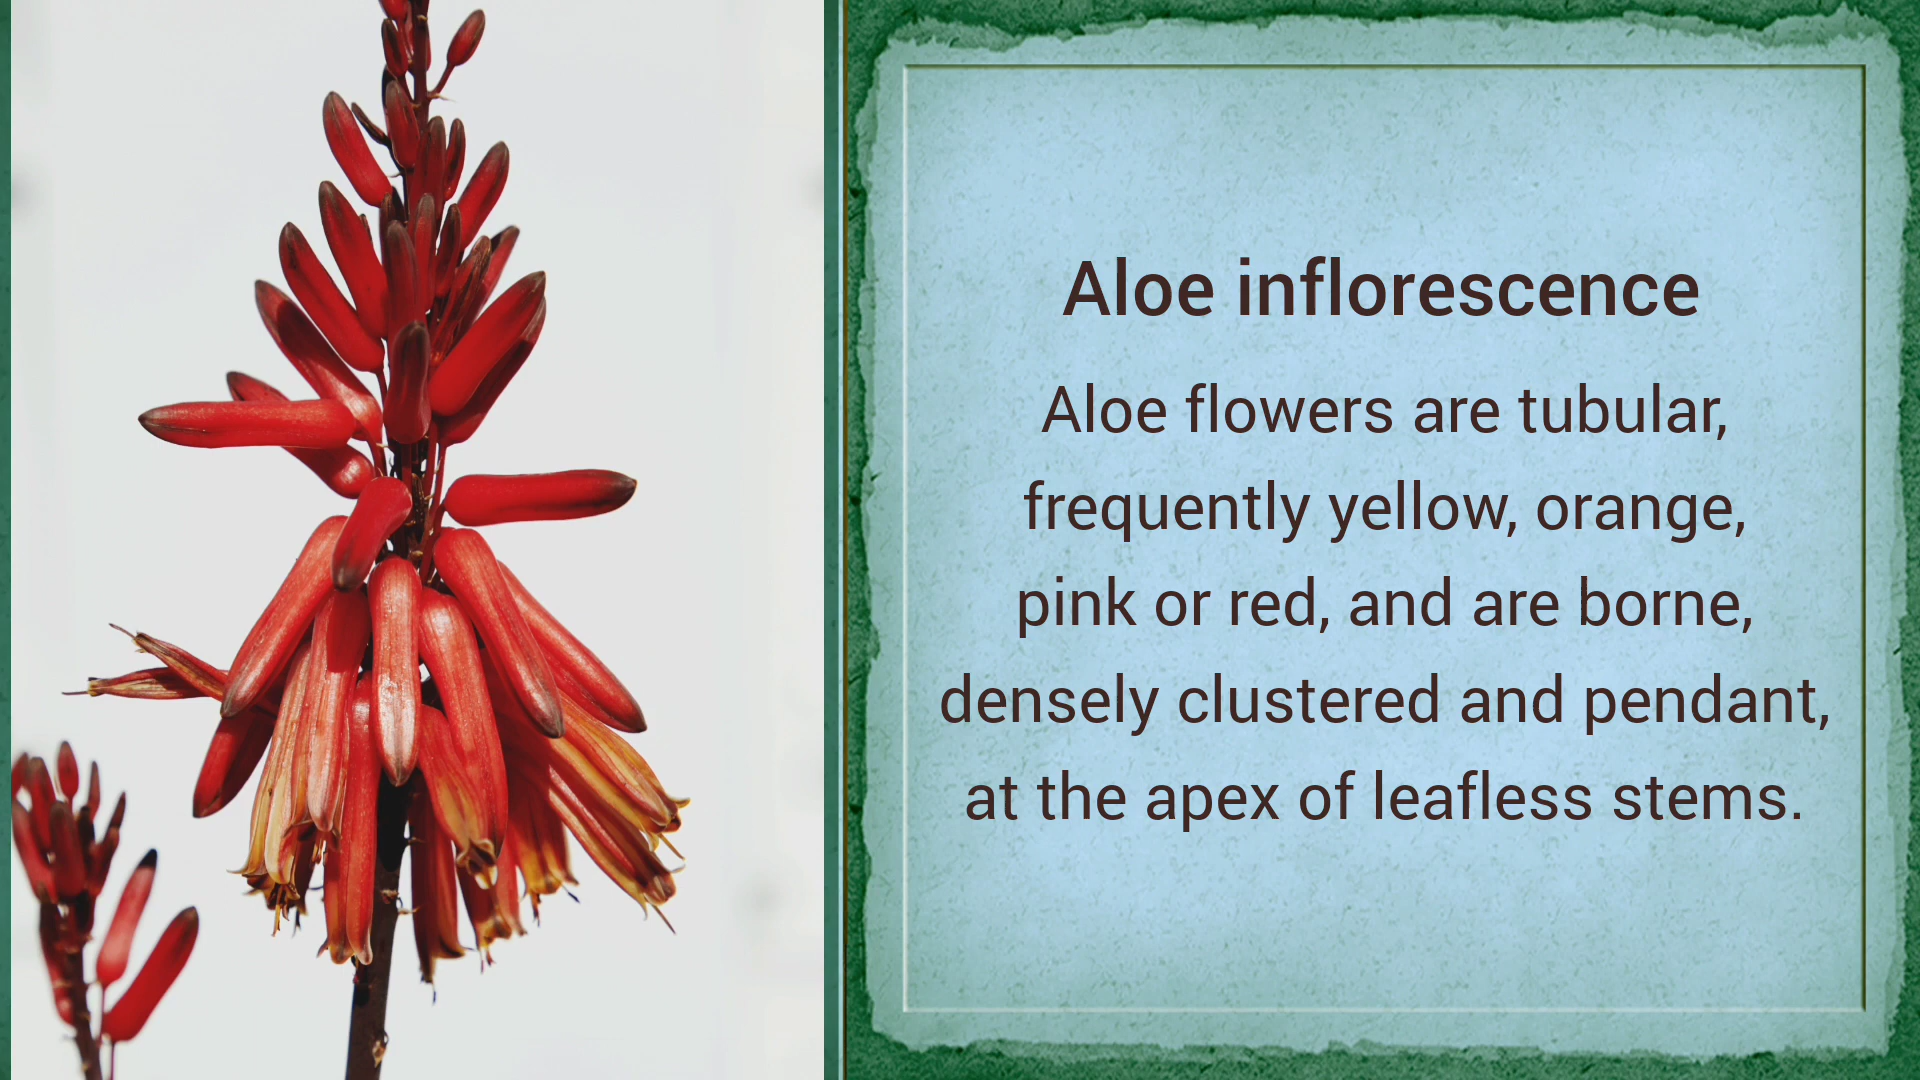 Aloe inflorescence
Aloe flowers are tubular,
frequently yellow, orange,
pink or red, and are borne,
densely clustered and pendant,
at the apex of leafless stems.